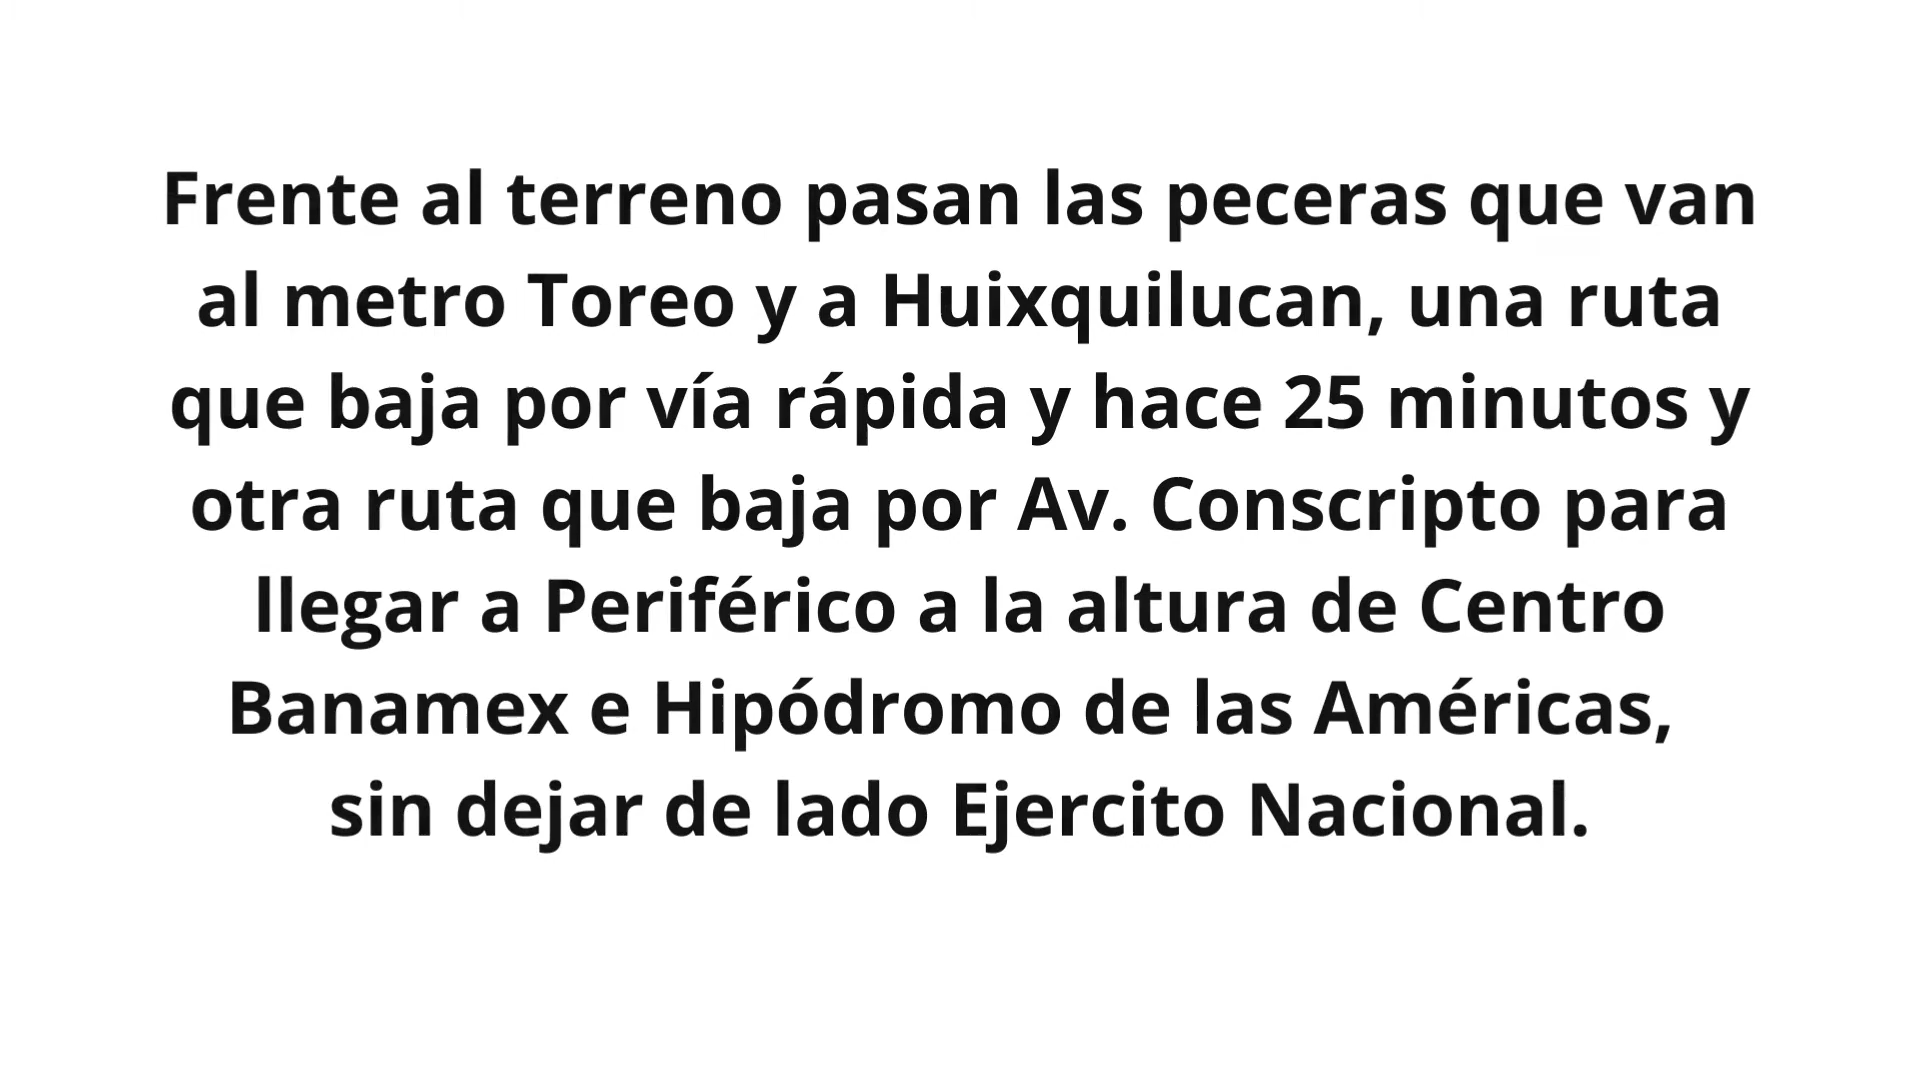 Frente al terreno pasan las peceras que van
al metro Toreo y a Huixquilucan, una ruta
que baja por vía rápida y hace 25 minutos y
otra ruta que baja por Av. Conscripto para
llegar a Periférico a la altura de Centro
Banamex e Hipódromo de las Américas,
sin dejar de lado Ejercito Nacional.